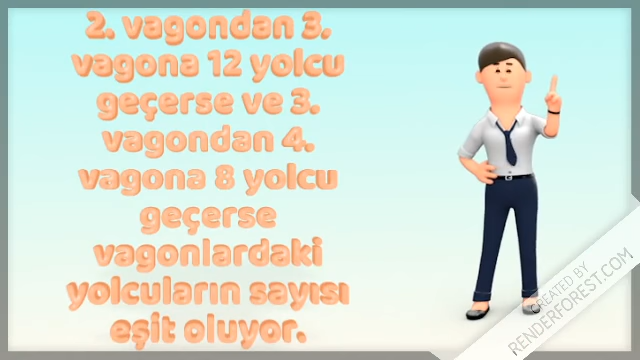 2. vagondan 3.
vagona 12 yolcu
geçerse ve 3.
vagondan 4.
vagona 8 yolcu
geçerse
vagonlardaki
yolcuların sayısı
eşit oluyor.
CREATED BY
RENDERFOREST.COM